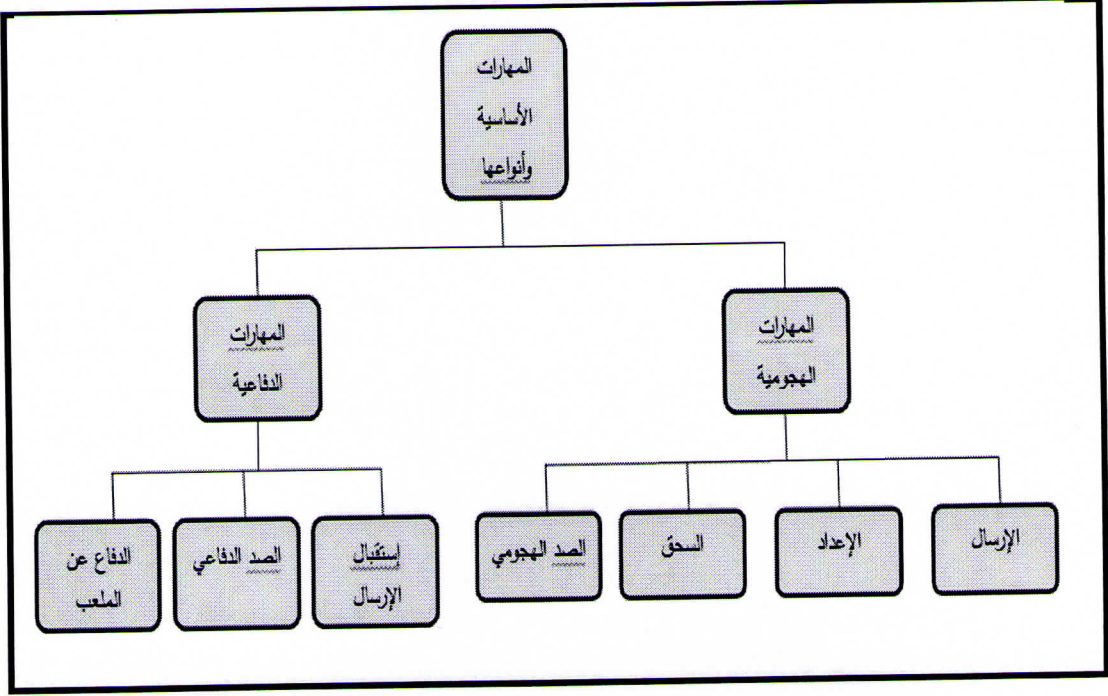 المهارات
الأساسية
وأنواعها
المهارات
الهجومية
المهارات
الدفاعية
الإرسال
الإعداد
السحق
الصد الهجومي
إستقبال
الإرسال
الصد الدفاعي
الدفاع عن
الملعب